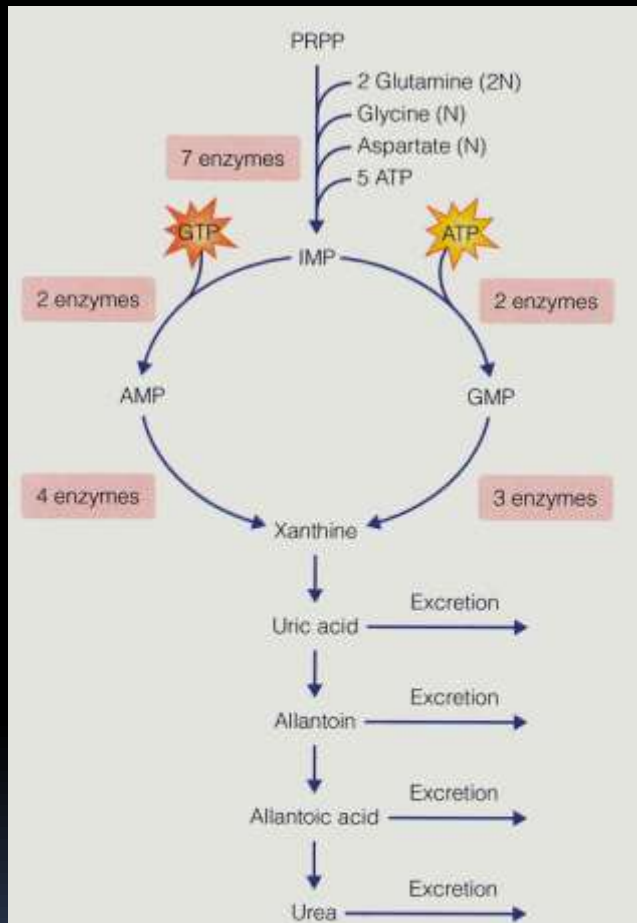 PRPP
2 Glutamine (2N)
Glycine (N)
Aspartate (N)
5 ATP
7 enzymes
GTP
ATP
IMP
2 enzymes
2 enzymes
AMP
GMP
4 enzymes
3 enzymes
Xanthine
Uric acid
Excretion
Allantoin
Excretion
Allantoic acid
Excretion
Urea
Excretion